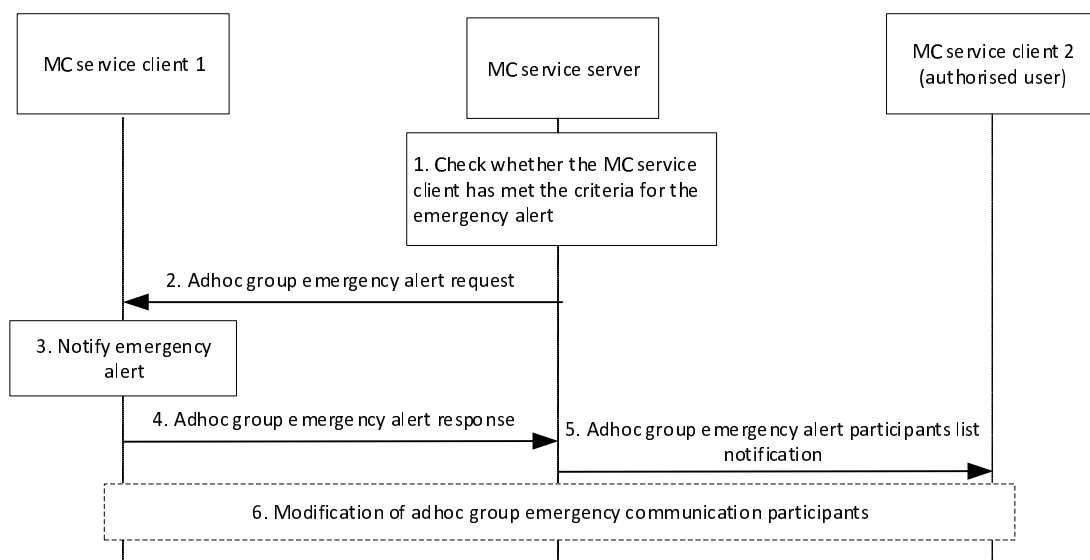 MC service client 1
MC service server
MC service client 2
(authorised user)
1. Check whether the MC service
client has met the criteria for the
emergency alert
2. Adhoc group emergency alert request
3. Notify emergency
alert
4. Adhoc group emergency alert response
5. Adhoc group emergency alert participants list
notification
6. Modification of adhoc group emergency communication participants